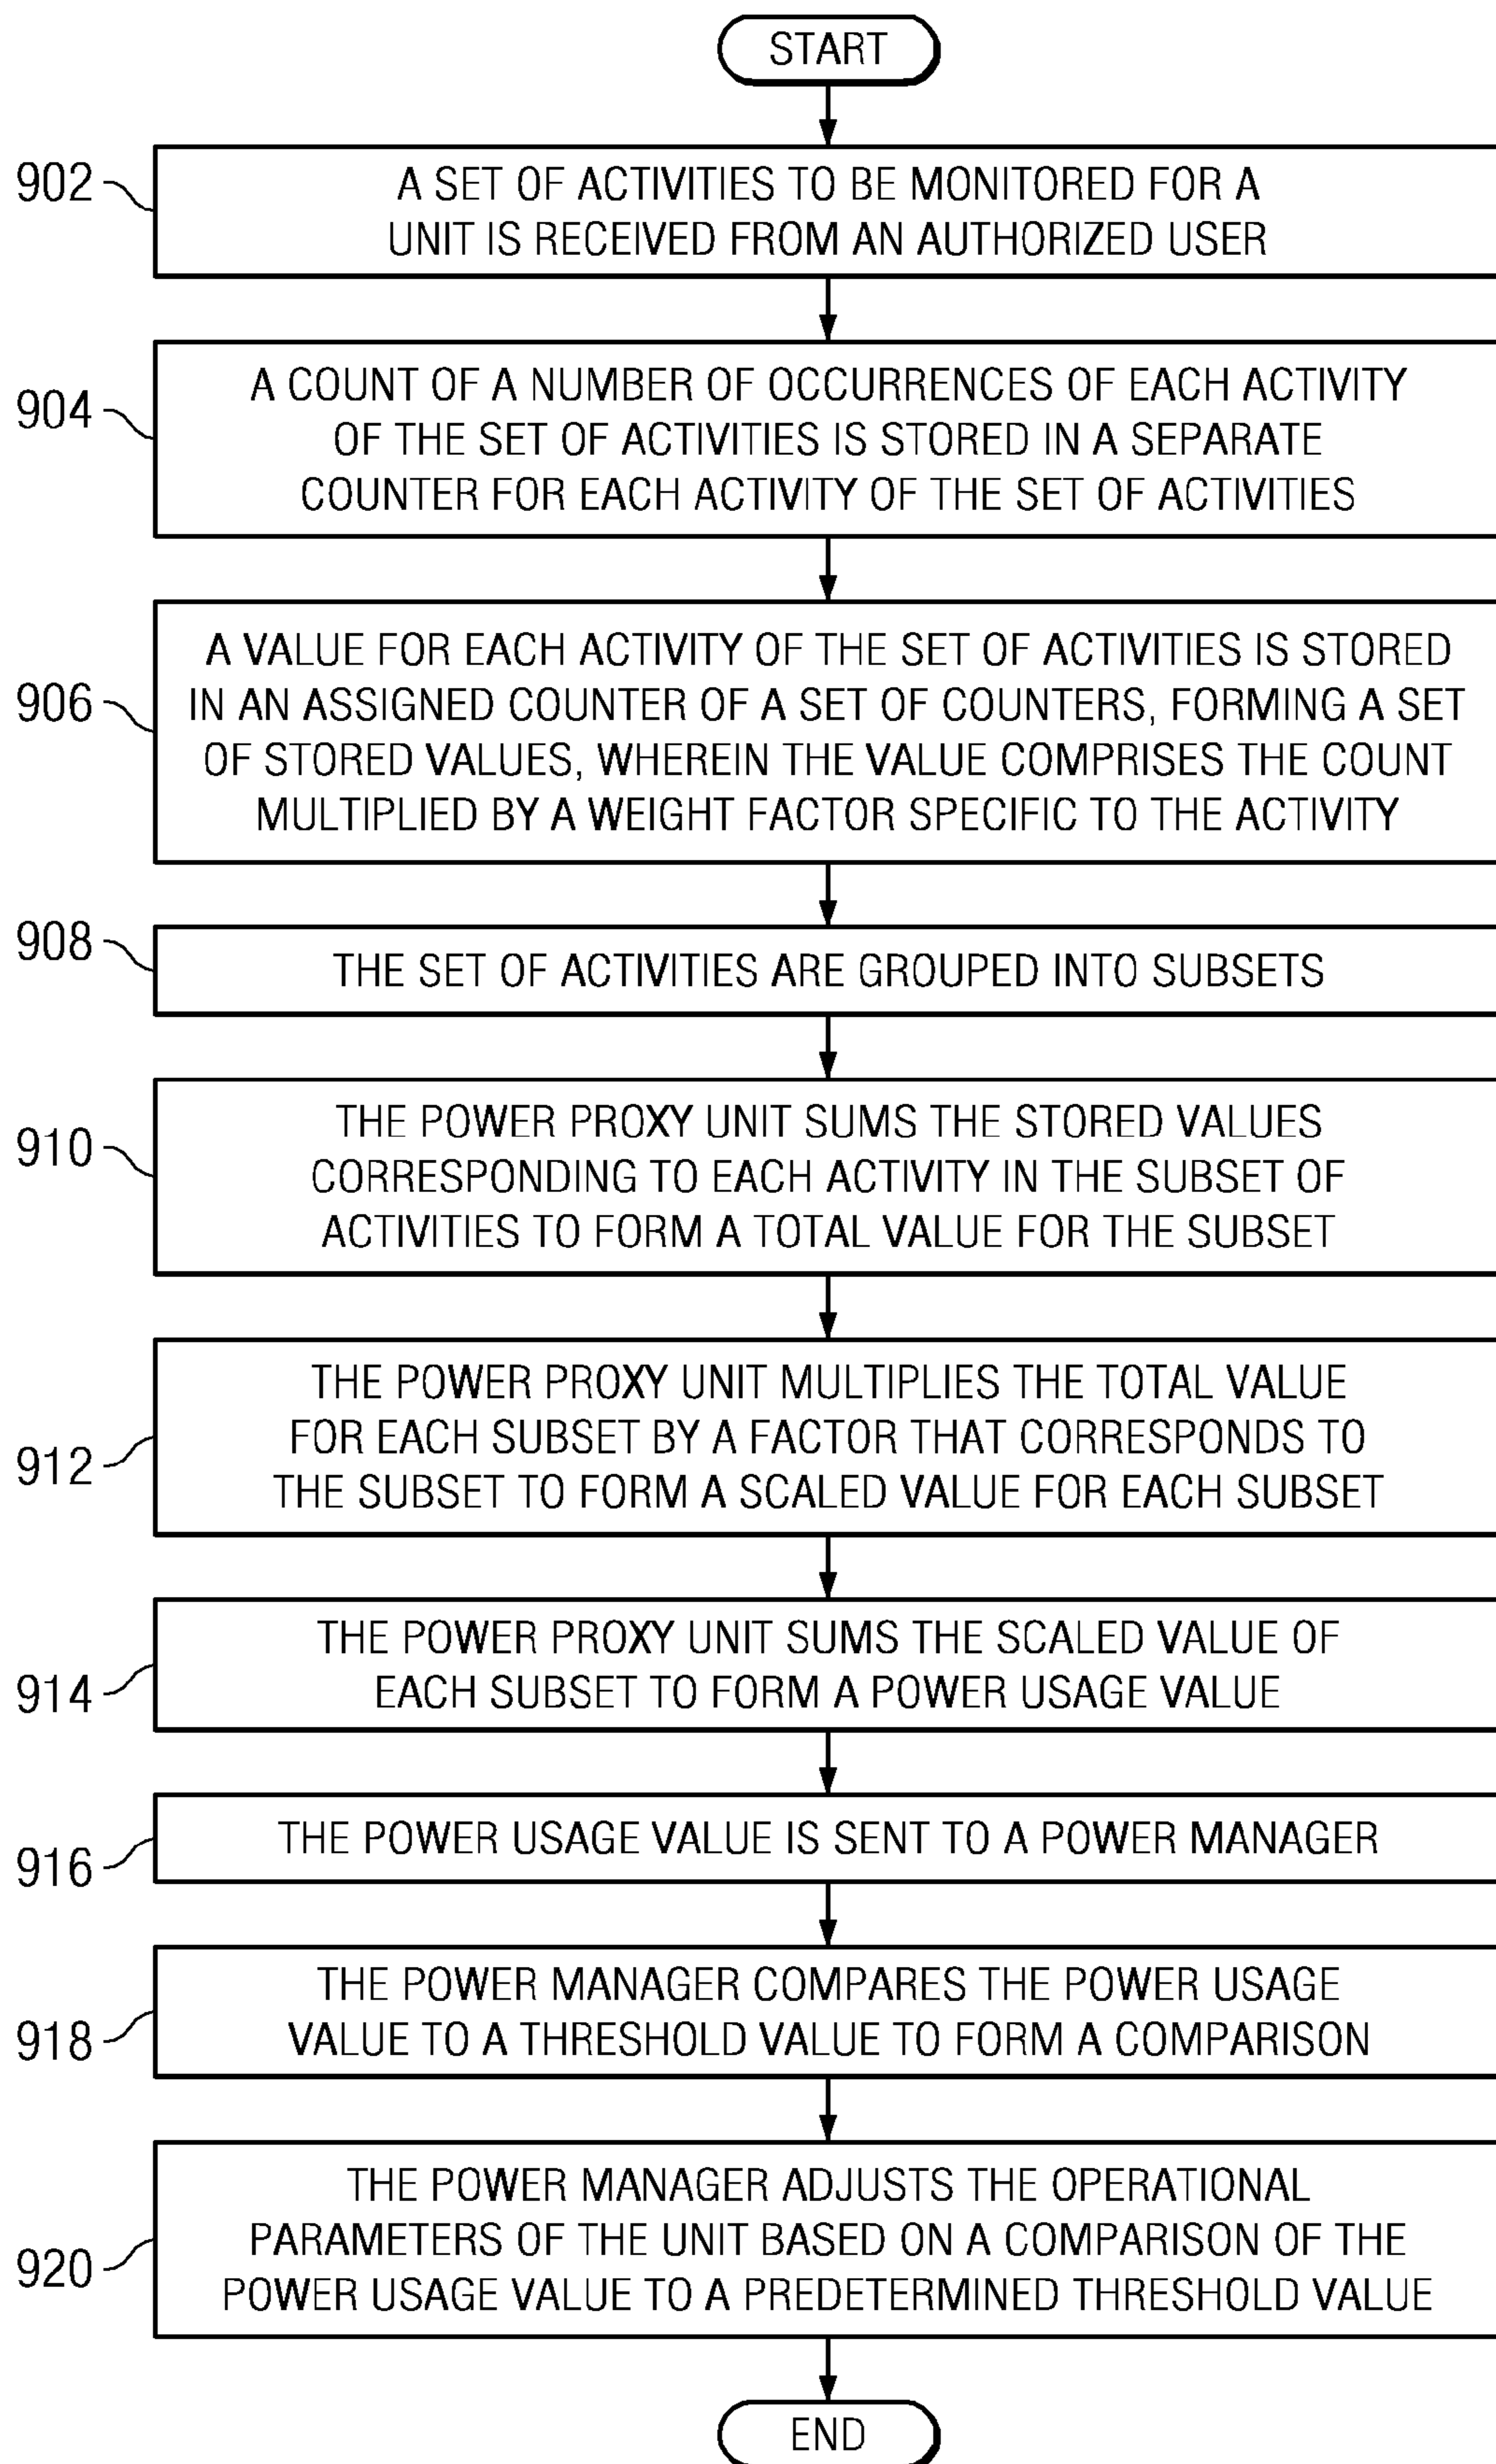 START
902
A SET OF ACTIVITIES TO BE MONITORED FOR A
UNIT IS RECEIVED FROM AN AUTHORIZED USER
904
A COUNT OF A NUMBER OF OCCURRENCES OF EACH ACTIVITY
OF THE SET OF ACTIVITIES IS STORED IN A SEPARATE
COUNTER FOR EACH ACTIVITY OF THE SET OF ACTIVITIES
906
A VALUE FOR EACH ACTIVITY OF THE SET OF ACTIVITIES IS STORED
IN AN ASSIGNED COUNTER OF A SET OF COUNTERS, FORMING A SET
OF STORED VALUES, WHEREIN THE VALUE COMPRISES THE COUNT
MULTIPLIED BY A WEIGHT FACTOR SPECIFIC TO THE ACTIVITY
908
THE SET OF ACTIVITIES ARE GROUPED INTO SUBSETS
910
THE POWER PROXY UNIT SUMS THE STORED VALUES
CORRESPONDING TO EACH ACTIVITY IN THE SUBSET OF
ACTIVITIES TO FORM A TOTAL VALUE FOR THE SUBSET
912
THE POWER PROXY UNIT MULTIPLIES THE TOTAL VALUE
FOR EACH SUBSET BY A FACTOR THAT CORRESPONDS TO
THE SUBSET TO FORM A SCALED VALUE FOR EACH SUBSET
914
THE POWER PROXY UNIT SUMS THE SCALED VALUE OF
EACH SUBSET TO FORM A POWER USAGE VALUE
916
THE POWER USAGE VALUE IS SENT TO A POWER MANAGER
918
THE POWER MANAGER COMPARES THE POWER USAGE
VALUE TO A THRESHOLD VALUE TO FORM A COMPARISON
920
THE POWER MANAGER ADJUSTS THE OPERATIONAL
PARAMETERS OF THE UNIT BASED ON A COMPARISON OF THE
POWER USAGE VALUE TO A PREDETERMINED THRESHOLD VALUE
END